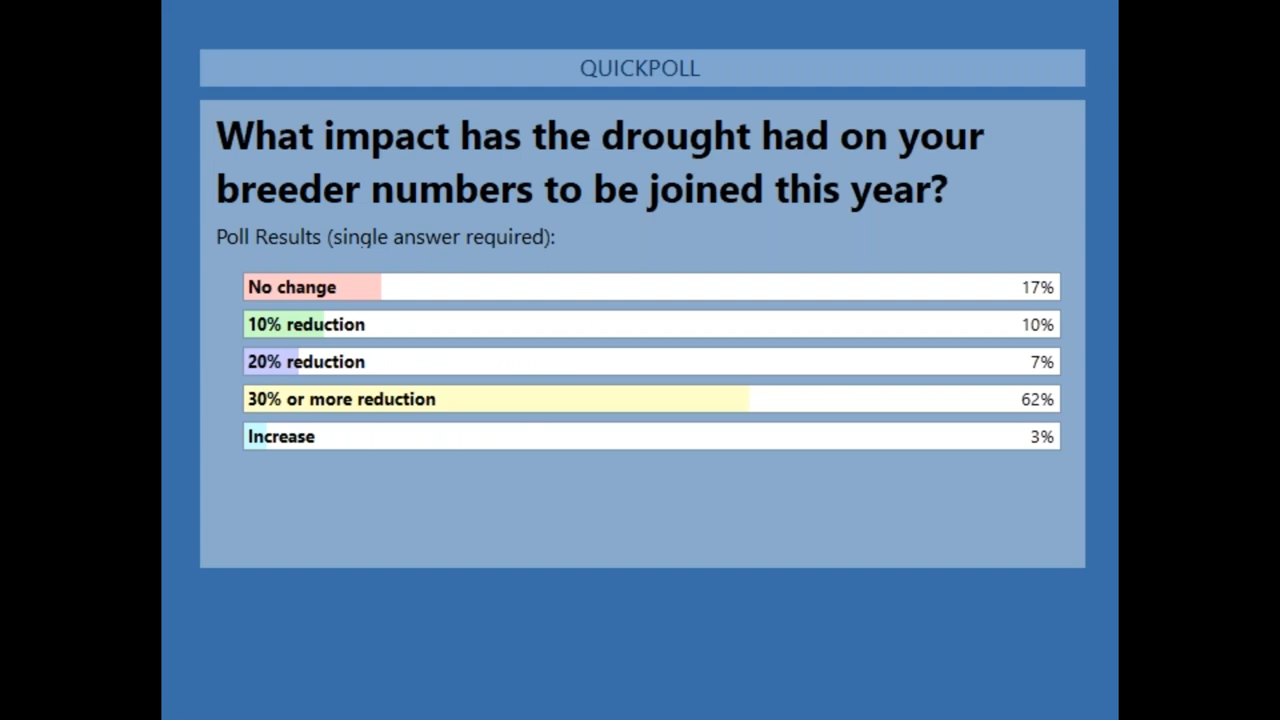 QUICKPOLL
What impact has the drought had on your
breeder numbers to be joined this year?
Poll Results (single answer required):
No change 17%
10% reduction 10%
20% reduction 7%
30% or more reduction 62%
Increase 3%